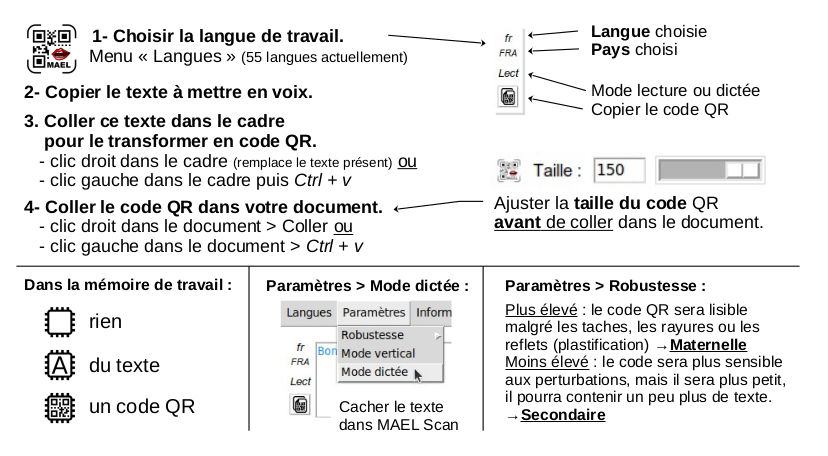 MAEL
1- Choisir la langue de travail.
Menu « Langues » (55 langues actuellement)
2- Copier le texte à mettre en voix.
3. Coller ce texte dans le cadre
pour le transformer en code QR.
- clic droit dans le cadre (remplace le texte présent) ou
- clic gauche dans le cadre puis Ctrl + v
4- Coller le code QR dans votre document.
- clic droit dans le document > Coller ou
- clic gauche dans le document > Ctrl + v
fr
FRA
Lect
Langue choisie
Pays choisi
Mode lecture ou dictée
Copier le code QR
Taille : 150
Ajuster la taille du code QR
avant de coller dans le document.
Dans la mémoire de travail :
rien
A du texte
un code QR
Paramètres > Mode dictée :
Langues Paramètres Inform
Robustesse
Mode vertical
Mode dictée
fr
FRA
Lect
Bon
Cacher le texte
dans MAEL Scan
Paramètres > Robustesse :
Plus élevé : le code QR sera lisible
malgré les taches, les rayures ou les
reflets (plastification) →Maternelle
Moins élevé : le code sera plus sensible
aux perturbations, mais il sera plus petit,
il pourra contenir un peu plus de texte.
→Secondaire